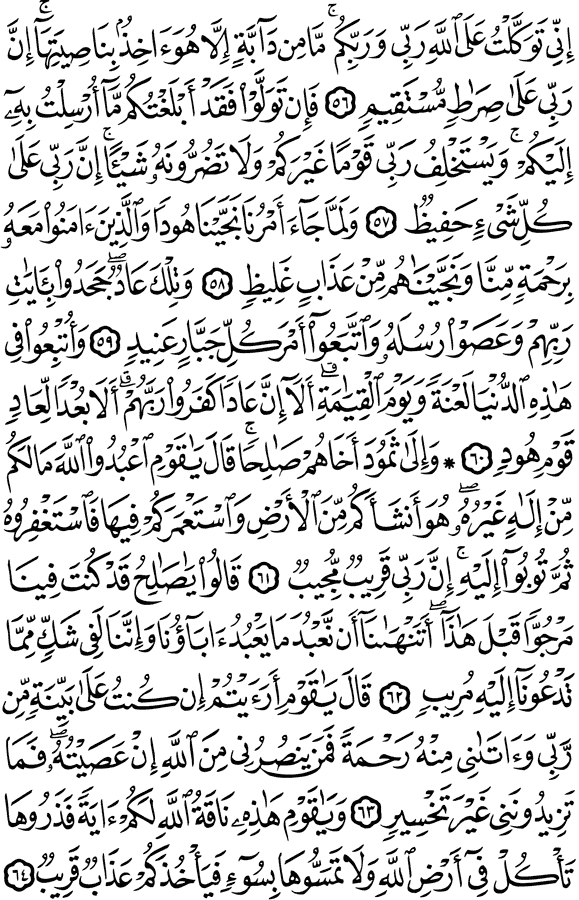 إِنِّى تَوَكَّلْتُ عَلَى ٱللَّهِ رَبِّى وَرَبِّكُم ۚ مَّا مِن دَآبَّةٍ إِلَّا هُوَ ءَاخِذٌۢ بِنَاصِيَتِهَآ ۚ إِنَّ
رَبِّى عَلَىٰ صِرَٰطٍ مُّسْتَقِيمٍ ٥٦ فَإِن تَوَلَّوْا۟ فَقَدْ أَبْلَغْتُكُم مَّآ أُرْسِلْتُ بِهِۦٓ
إِلَيْكُمْ ۚ وَيَسْتَخْلِفُ رَبِّى قَوْمًا غَيْرَكُمْ وَلَا تَضُرُّونَهُۥ شَيْـًٔا ۚ إِنَّ رَبِّى عَلَىٰ
كُلِّ شَىْءٍ حَفِيظٌ ٥٧ وَلَمَّا جَآءَ أَمْرُنَا نَجَّيْنَا هُودًا وَٱلَّذِينَ ءَامَنُوا۟ مَعَهُۥ
بِرَحْمَةٍ مِّنَّا وَنَجَّيْنَٰهُم مِّنْ عَذَابٍ غَلِيظٍ ٥٨ وَتِلْكَ عَادٌ ۖ جَحَدُوا۟ بِـَٔايَٰتِ
رَبِّهِمْ وَعَصَوْا۟ رُسُلَهُۥ وَٱتَّبَعُوٓا۟ أَمْرَ كُلِّ جَبَّارٍ عَنِيدٍ ٥٩ وَأُتْبِعُوا۟ فِى
هَٰذِهِ ٱلدُّنْيَا لَعْنَةً وَيَوْمَ ٱلْقِيَٰمَةِ ۗ أَلَآ إِنَّ عَادًا كَفَرُوا۟ رَبَّهُمْ ۗ أَلَا بُعْدًا لِّعَادٍ
قَوْمِ هُودٍ ٦٠ * وَإِلَىٰ ثَمُودَ أَخَاهُمْ صَٰلِحًا ۚ قَالَ يَٰقَوْمِ ٱعْبُدُوا۟ ٱللَّهَ مَا لَكُم
مِّنْ إِلَٰهٍ غَيْرُهُۥ ۖ هُوَ أَنشَأَكُم مِّنَ ٱلْأَرْضِ وَٱسْتَعْمَرَكُمْ فِيهَا فَٱسْتَغْفِرُوهُ
ثُمَّ تُوبُوٓا۟ إِلَيْهِ ۚ إِنَّ رَبِّى قَرِيبٌ مُّجِيبٌ ٦١ قَالُوا۟ يَٰصَٰلِحُ قَدْ كُنتَ فِينَا
مَرْجُوًّا قَبْلَ هَٰذَآ ۖ أَتَنْهَىٰنَآ أَن نَّعْبُدَ مَا يَعْبُدُ ءَابَآؤُنَا وَإِنَّنَا لَفِى شَكٍّ مِّمَّا
تَدْعُونَآ إِلَيْهِ مُرِيبٍ ٦٢ قَالَ يَٰقَوْمِ أَرَءَيْتُمْ إِن كُنتُ عَلَىٰ بَيِّنَةٍ مِّن
رَّبِّى وَءَاتَىٰنِى مِنْهُ رَحْمَةً فَمَن يَنصُرُنِى مِنَ ٱللَّهِ إِنْ عَصَيْتُهُۥ ۖ فَمَا
تَزِيدُونَنِى غَيْرَ تَخْسِيرٍ ٦٣ وَيَٰقَوْمِ هَٰذِهِۦ نَاقَةُ ٱللَّهِ لَكُمْ ءَايَةً فَذَرُوهَا
تَأْكُلْ فِىٓ أَرْضِ ٱللَّهِ وَلَا تَمَسُّوهَا بِسُوٓءٍ فَيَأْخُذَكُمْ عَذَابٌ قَرِيبٌ ٦٤